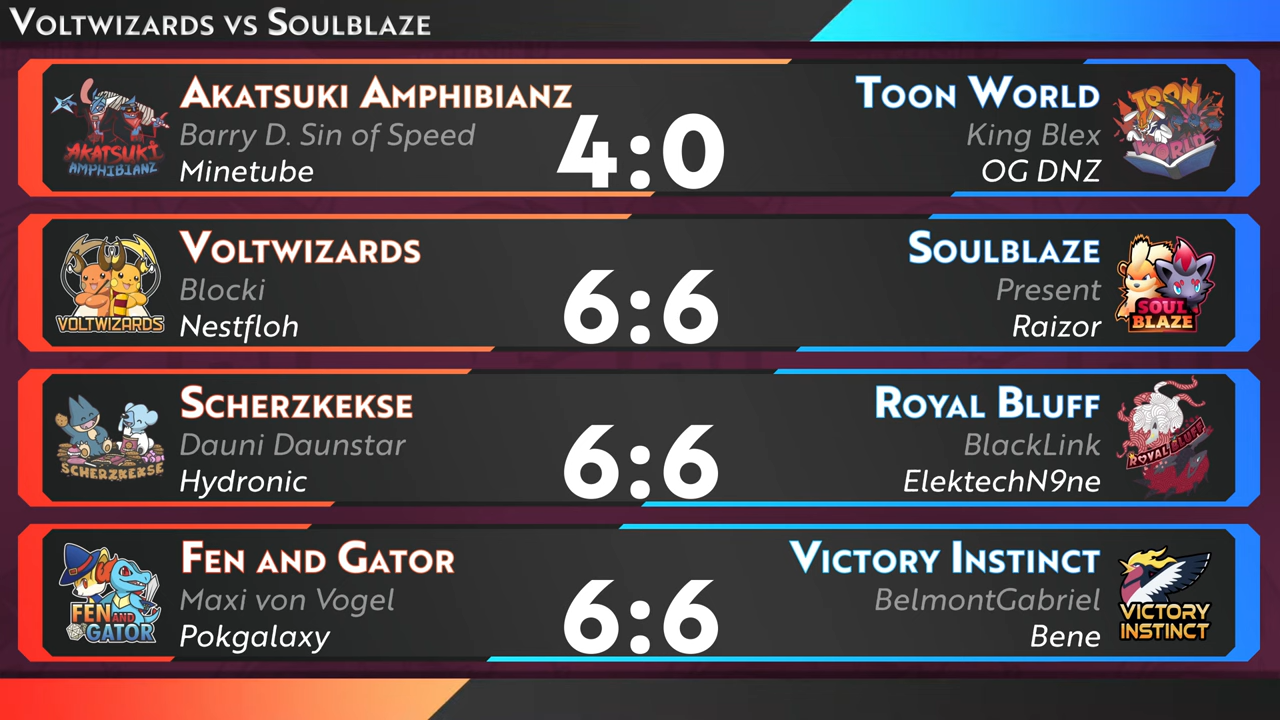 Voltwizards vs Soulblaze
Akatsuki Amphibianz
Barry D. Sin of Speed
Minetube
4:0
Toon World
King Blex
OG DNZ
AKATSUKI
AMPHIBIANZ
TOON
WORLD
Voltwizards
Blocki
Nestfloh
6:6
Soulblaze
Present
Raizor
VOLTWIZARDS
SOUL
BLAZE
Scherzkekse
Dauni Daunstar
Hydronic
6:6
Royal Bluff
BlackLink
ElektechN9ne
SCHERZKEKSE
ROYAL BLUFF
Fen and Gator
Maxi von Vogel
Pokgalaxy
6:6
Victory Instinct
BelmontGabriel
Bene
FEN AND
GATOR
VICTORY
INSTINCT